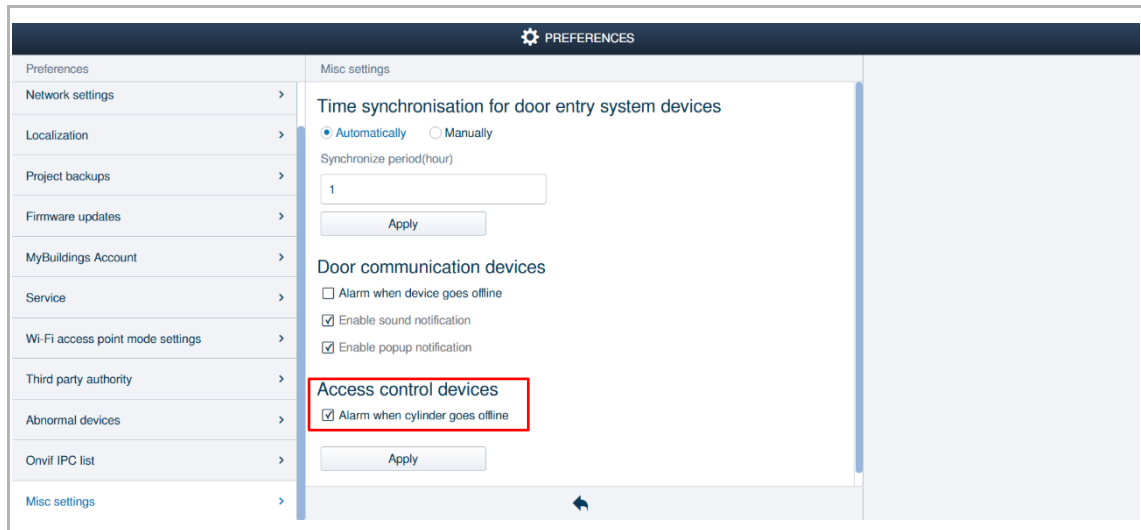 PREFERENCES
Preferences
Misc settings
Network settings
Localization
Project backups
Firmware updates
MyBuildings Account
Service
Wi-Fi access point mode settings
Third party authority
Abnormal devices
Onvif IPC list
Misc settings
Time synchronisation for door entry system devices
Automatically Manually
Synchronize period(hour)
1
Apply
Door communication devices
Alarm when device goes offline
Enable sound notification
Enable popup notification
Access control devices
Alarm when cylinder goes offline
Apply